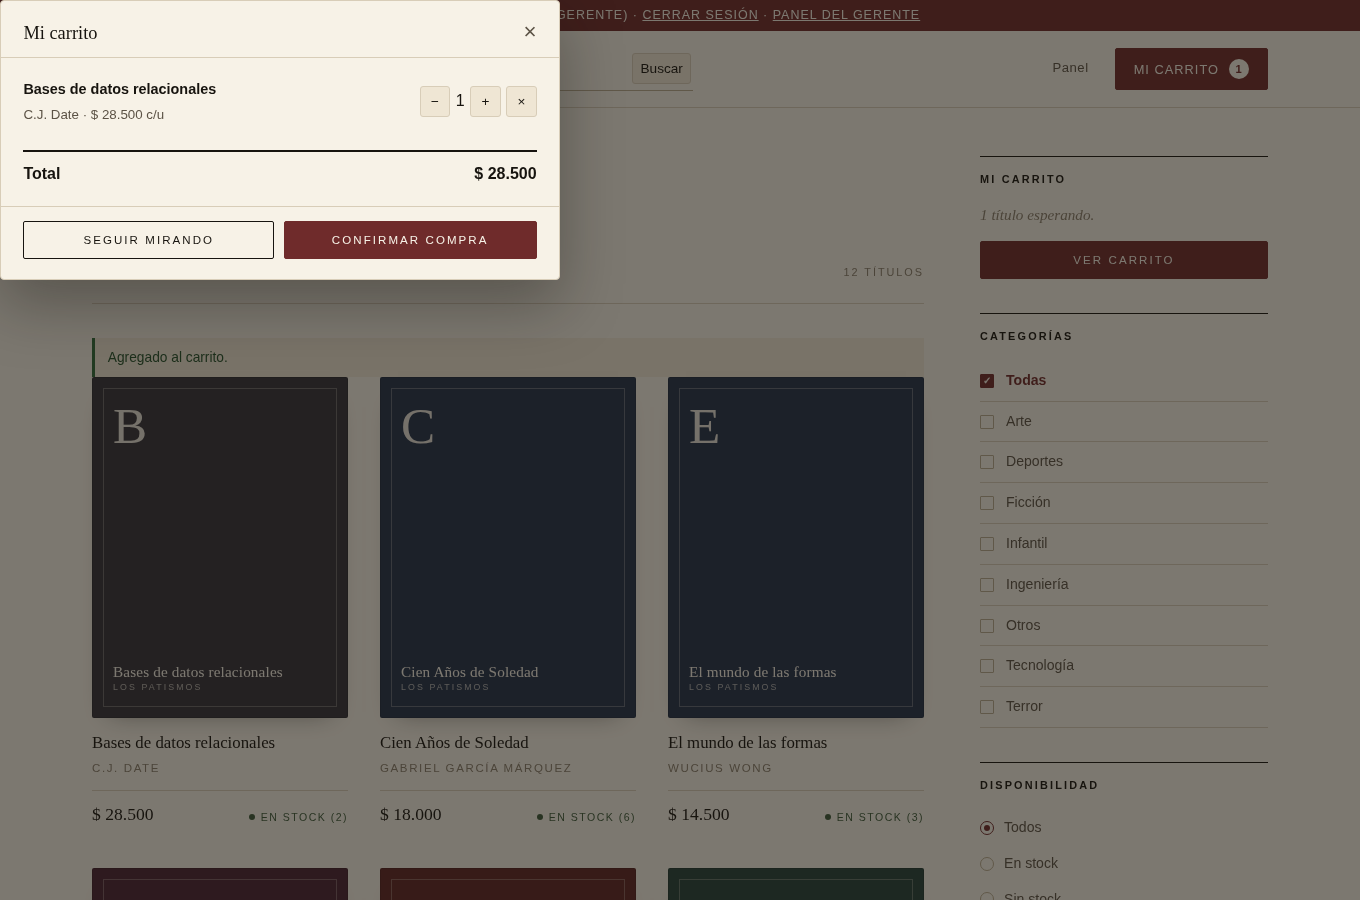 GERENTE) · CERRAR SESIÓN · PANEL DEL GERENTE
Mi carrito ×
Buscar
Panel
MI CARRITO 1
Bases de datos relacionales
C.J. Date · $ 28.500 c/u
− 1 + ×
Total $ 28.500
SEGUIR MIRANDO CONFIRMAR COMPRA
12 TÍTULOS
Agregado al carrito.
B
Bases de datos relacionales
LOS PATISMOS
C
Cien Años de Soledad
LOS PATISMOS
E
El mundo de las formas
LOS PATISMOS
Bases de datos relacionales
C.J. DATE
$ 28.500 EN STOCK (2)
Cien Años de Soledad
GABRIEL GARCÍA MÁRQUEZ
$ 18.000 EN STOCK (6)
El mundo de las formas
WUCIUS WONG
$ 14.500 EN STOCK (3)
MI CARRITO
1 título esperando.
VER CARRITO
CATEGORÍAS
Todas
Arte
Deportes
Ficción
Infantil
Ingeniería
Otros
Tecnología
Terror
DISPONIBILIDAD
Todos
En stock
Sin stock